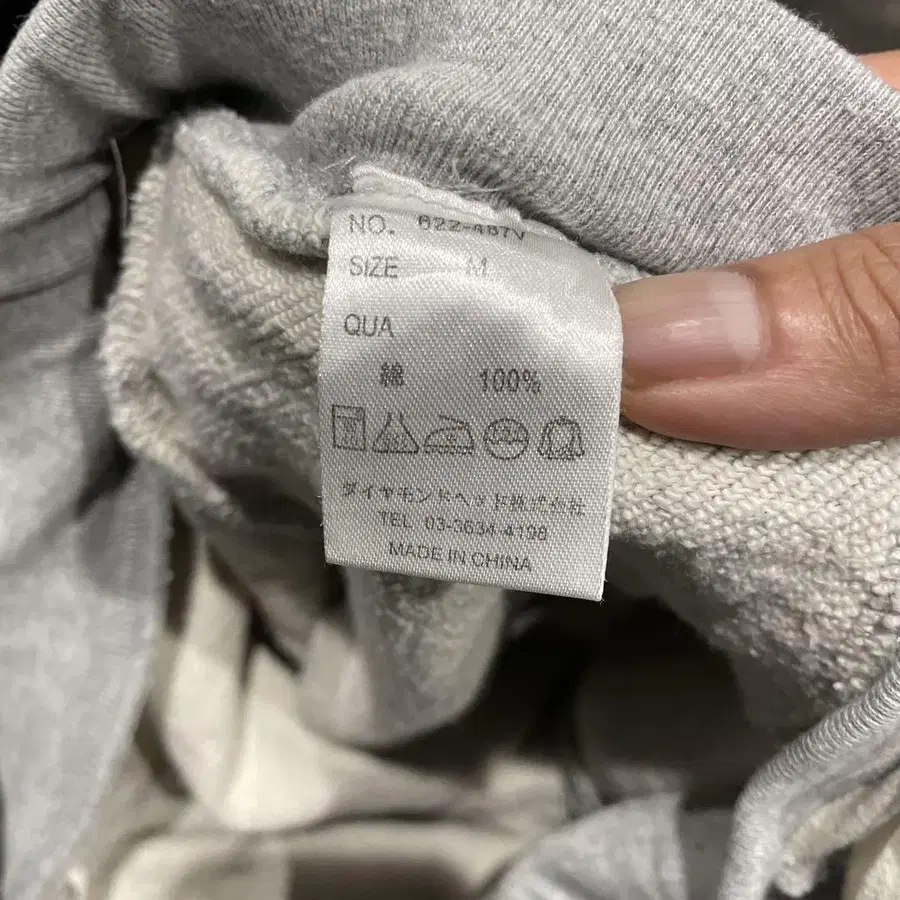 NO. 622-487V
SIZE M
QUA
綿 100%
ダイヤモンドヘッド株式会社
TEL 03-3634-4198
MADE IN CHINA